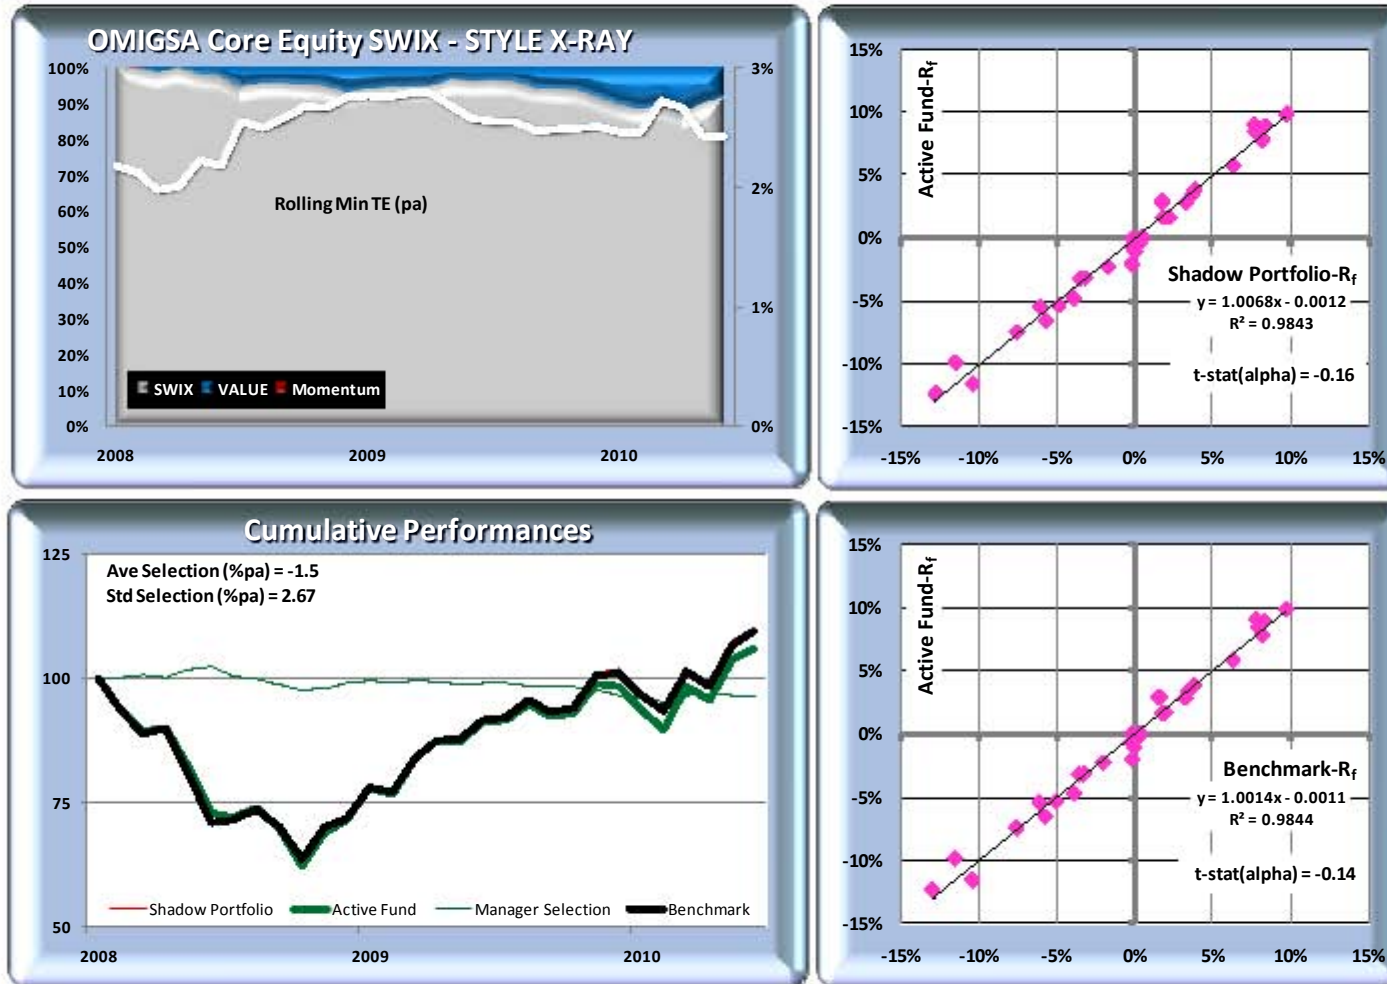 OMIGSA Core Equity SWIX - STYLE X-RAY
100%
90%
80%
70%
60%
50%
40%
30%
20%
10%
0%
3%
2%
1%
0%
Rolling Min TE (pa)
SWIX VALUE Momentum
2008 2009 2010
15%
10%
5%
0%
-5%
-10%
-15%
Active Fund-Rf
Shadow Portfolio-Rf
y = 1.0068x - 0.0012
R² = 0.9843
t-stat(alpha) = -0.16
-15% -10% -5% 0% 5% 10% 15%
Cumulative Performances
125
100
75
50
Ave Selection (%pa) = -1.5
Std Selection (%pa) = 2.67
Shadow Portfolio Active Fund Manager Selection Benchmark
2008 2009 2010
15%
10%
5%
0%
-5%
-10%
-15%
Active Fund-Rf
Benchmark-Rf
y = 1.0014x - 0.0011
R² = 0.9844
t-stat(alpha) = -0.14
-15% -10% -5% 0% 5% 10% 15%